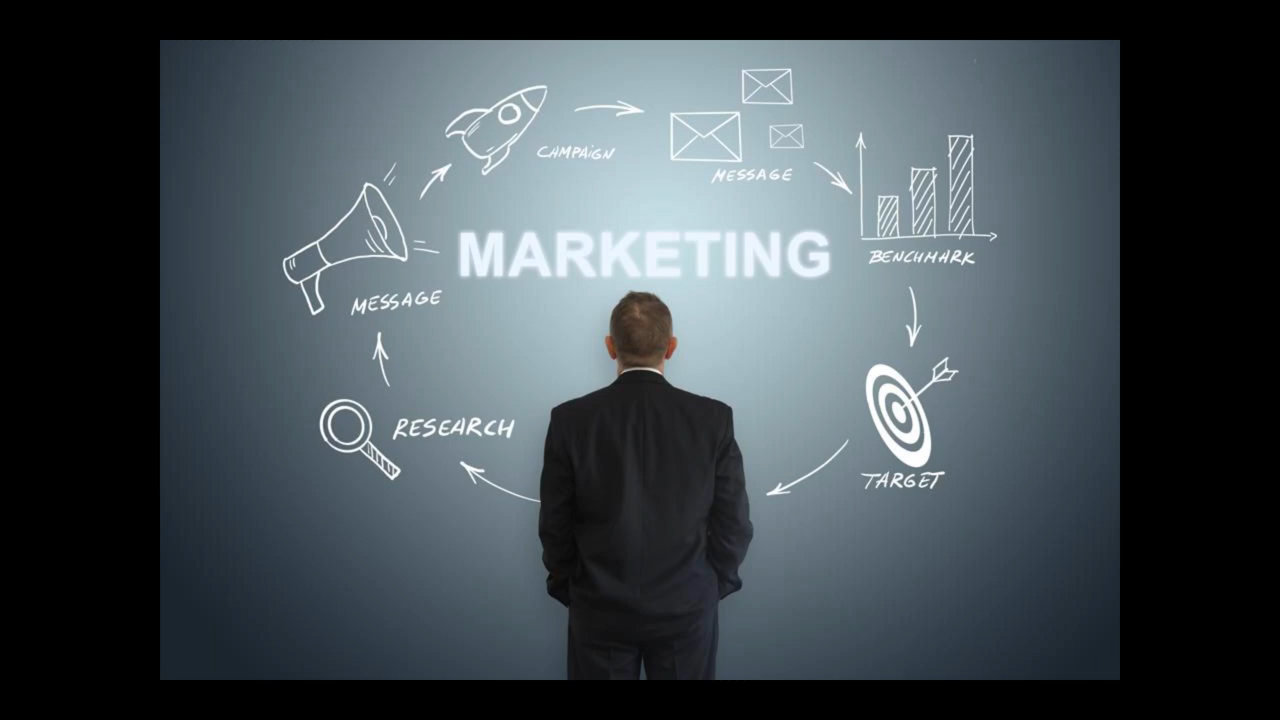 CAMPAIGN
MESSAGE
MARKETING
BENCHMARK
MESSAGE
RESEARCH
TARGET